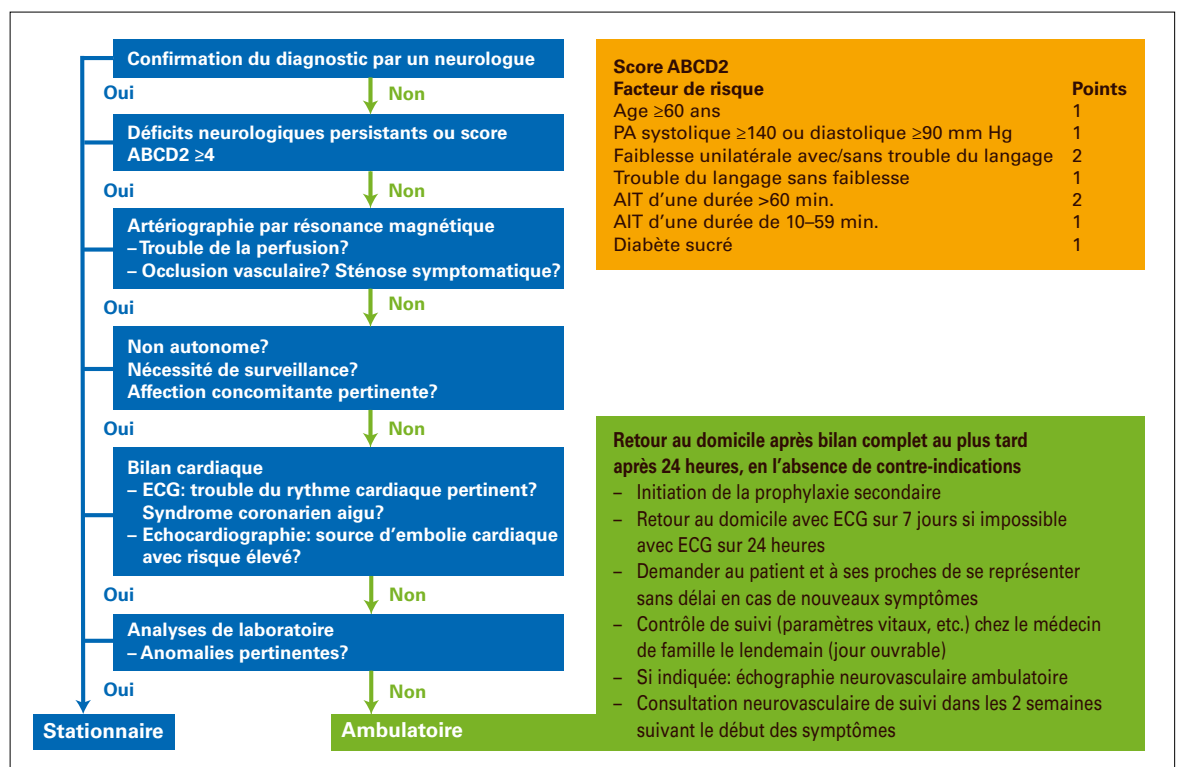 Confirmation du diagnostic par un neurologue
Oui
Non
Déficits neurologiques persistants ou score
ABCD2 ≥4
Oui
Non
Artériographie par résonance magnétique
– Trouble de la perfusion?
– Occlusion vasculaire? Sténose symptomatique?
Oui
Non
Non autonome?
Nécessité de surveillance?
Affection concomitante pertinente?
Oui
Non
Bilan cardiaque
– ECG: trouble du rythme cardiaque pertinent?
Syndrome coronarien aigu?
– Echocardiographie: source d'embolie cardiaque
avec risque élevé?
Oui
Non
Analyses de laboratoire
– Anomalies pertinentes?
Oui
Non
Stationnaire
Ambulatoire
Score ABCD2
Facteur de risque Points
Age ≥60 ans 1
PA systolique ≥140 ou diastolique ≥90 mm Hg 1
Faiblesse unilatérale avec/sans trouble du langage 2
Trouble du langage sans faiblesse 1
AIT d'une durée >60 min. 2
AIT d'une durée de 10–59 min. 1
Diabète sucré 1
Retour au domicile après bilan complet au plus tard
après 24 heures, en l'absence de contre-indications
– Initiation de la prophylaxie secondaire
– Retour au domicile avec ECG sur 7 jours si impossible
avec ECG sur 24 heures
– Demander au patient et à ses proches de se représenter
sans délai en cas de nouveaux symptômes
– Contrôle de suivi (paramètres vitaux, etc.) chez le médecin
de famille le lendemain (jour ouvrable)
– Si indiquée: échographie neurovasculaire ambulatoire
– Consultation neurovasculaire de suivi dans les 2 semaines
suivant le début des symptômes